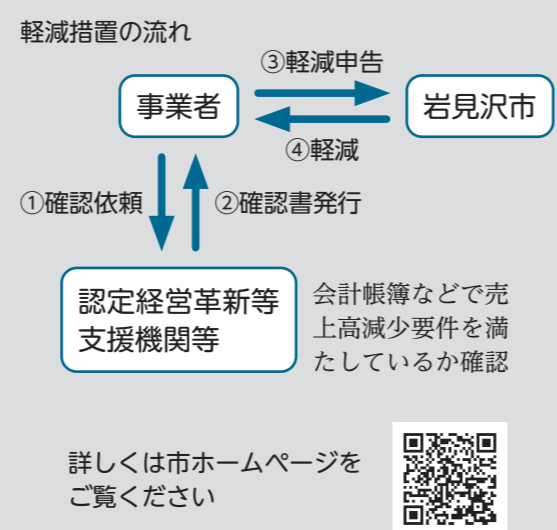 軽減措置の流れ
③軽減申告
事業者
岩見沢市
④軽減
①確認依頼
②確認書発行
認定経営革新等
支援機関等
会計帳簿などで売
上高減少要件を満
たしているか確認
詳しくは市ホームページを
ご覧ください